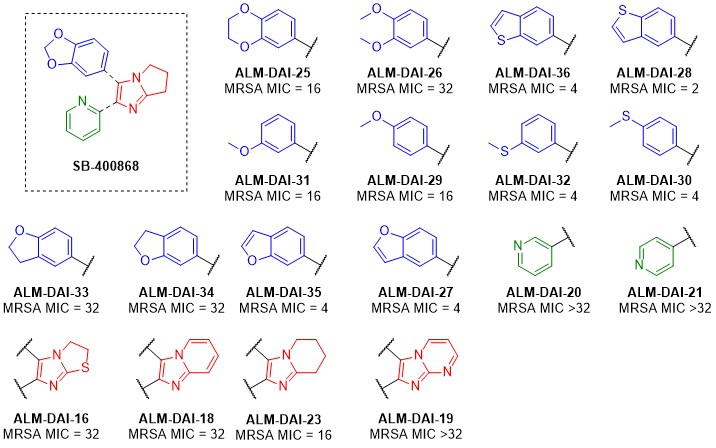 SB-400868
ALM-DAI-25
MRSA MIC = 16
ALM-DAI-26
MRSA MIC = 32
ALM-DAI-36
MRSA MIC = 4
ALM-DAI-28
MRSA MIC = 2
ALM-DAI-31
MRSA MIC = 16
ALM-DAI-29
MRSA MIC = 16
ALM-DAI-32
MRSA MIC = 4
ALM-DAI-30
MRSA MIC = 4
ALM-DAI-33
MRSA MIC = 32
ALM-DAI-34
MRSA MIC = 32
ALM-DAI-35
MRSA MIC = 4
ALM-DAI-27
MRSA MIC = 4
ALM-DAI-20
MRSA MIC >32
ALM-DAI-21
MRSA MIC >32
ALM-DAI-16
MRSA MIC = 32
ALM-DAI-18
MRSA MIC = 32
ALM-DAI-23
MRSA MIC = 16
ALM-DAI-19
MRSA MIC >32